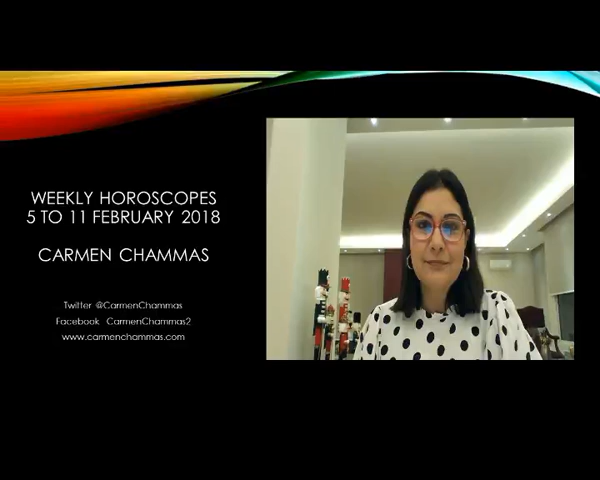 WEEKLY HOROSCOPES
5 TO 11 FEBRUARY 2018
CARMEN CHAMMAS
Twitter @CarmenChammas
Facebook CarmenChammas2
www.carmenchammas.com